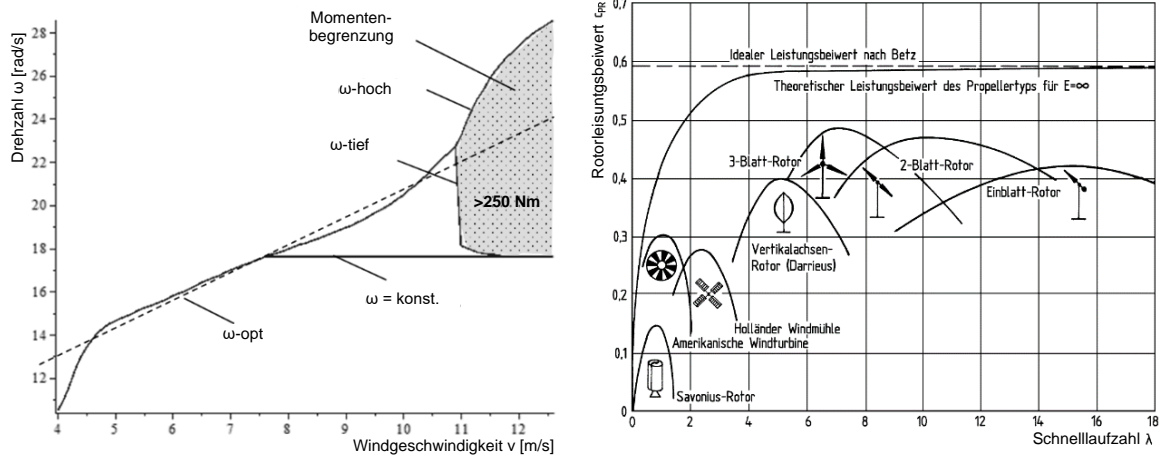 Drehzahl ω [rad/s]
28
26
24
22
20
18
16
14
12
Momenten-
begrenzung
ω-hoch
ω-tief
>250 Nm
ω = konst.
ω-opt
4
5
6
7
8
9
10
11
12
Windgeschwindigkeit v [m/s]
Rotorleisuntgsbeiwert cPR
0,7
0,6
0,5
0,4
0,3
0,2
0,1
0
Idealer Leistungsbeiwert nach Betz
Theoretischer Leistungsbeiwert des Propellertyps für E=∞
3-Blatt-Rotor
2-Blatt-Rotor
Einblatt-Rotor
Vertikalachsen-
Rotor (Darrieus)
Holländer Windmühle
Amerikanische Windturbine
Savonius-Rotor
0
2
4
6
8
10
12
14
16
18
Schnelllaufzahl λ